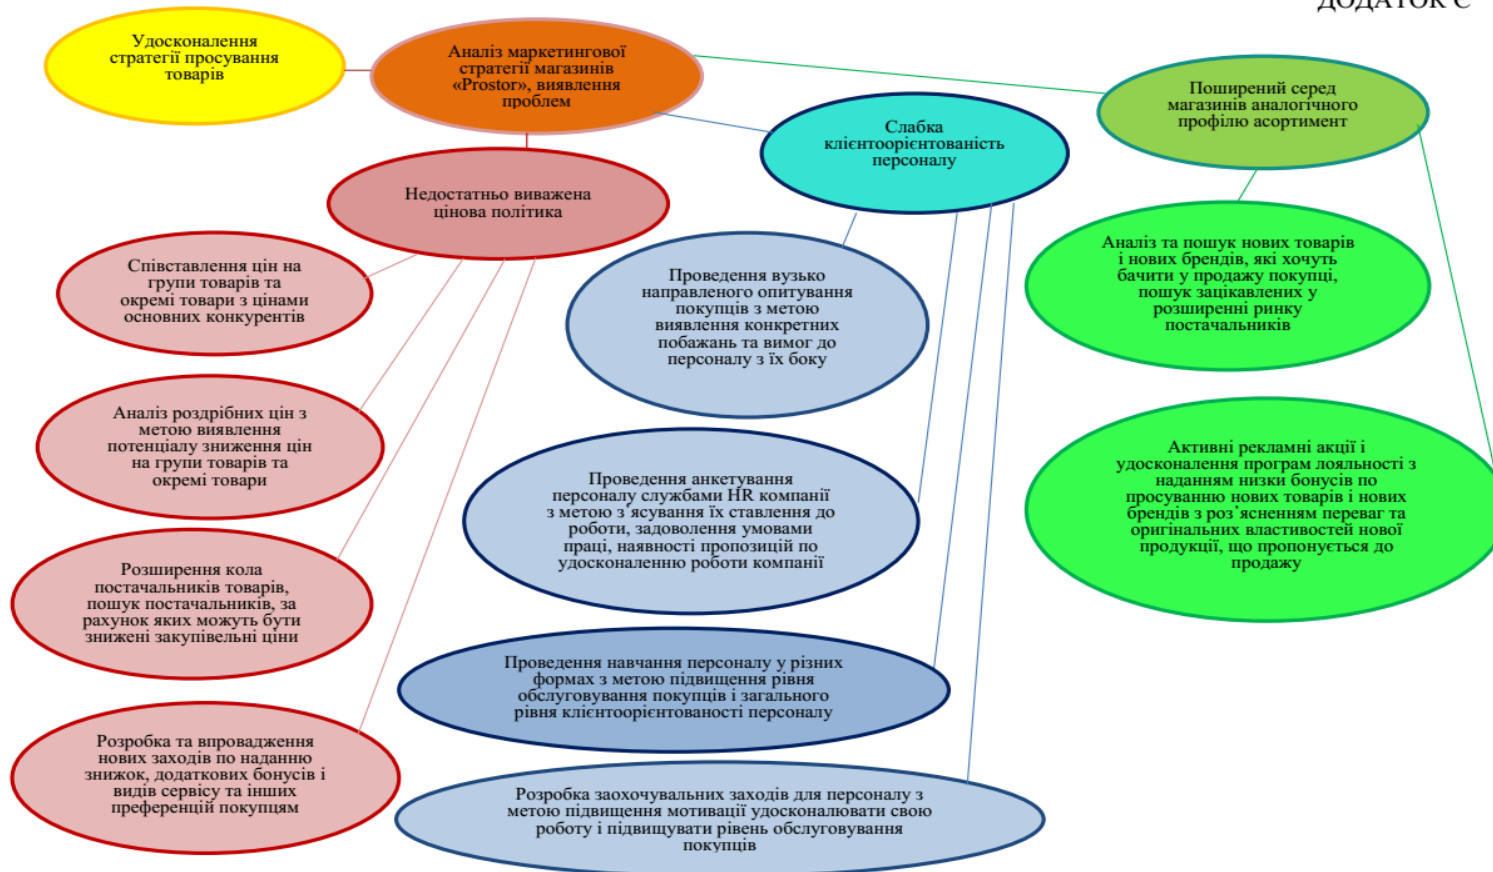 ДОДАТОК Є
Удосконалення
стратегії просування
товарів
Аналіз маркетингової
стратегії магазинів
«Prostor», виявлення
проблем
Поширений серед
магазинів аналогічного
профілю асортимент
Слабка
клієнтоорієнтованість
персоналу
Недостатньо виважена
цінова політика
Співставлення цін на
групи товарів та
окремі товари з цінами
основних конкурентів
Аналіз роздрібних цін з
метою виявлення
потенціалу зниження цін
на групи товарів та
окремі товари
Розширення кола
постачальників товарів,
пошук постачальників, за
рахунок яких можуть бути
знижені закупівельні ціни
Розробка та впровадження
нових заходів по наданню
знижок, додаткових бонусів і
видів сервісу та інших
преференцій покупцям
Проведення вузько
направленого опитування
покупців з метою
виявлення конкретних
побажань та вимог до
персоналу з їх боку
Проведення анкетування
персоналу службами HR компанії
з метою з’ясування їх ставлення до
роботи, задоволення умовами
праці, наявності пропозицій по
удосконаленню роботи компанії
Проведення навчання персоналу у різних
формах з метою підвищення рівня
обслуговування покупців і загального
рівня клієнтоорієнтованості персоналу
Розробка заохочувальних заходів для персоналу з
метою підвищення мотивації удосконалювати свою
роботу і підвищувати рівень обслуговування
покупців
Аналіз та пошук нових товарів
і нових брендів, які хочуть
бачити у продажу покупці,
пошук зацікавлених у
розширенні ринку
постачальників
Активні рекламні акції і
удосконалення програм лояльності з
наданням низки бонусів по
просуванню нових товарів і нових
брендів з роз’ясненням переваг та
оригінальних властивостей нової
продукції, що пропонується до
продажу